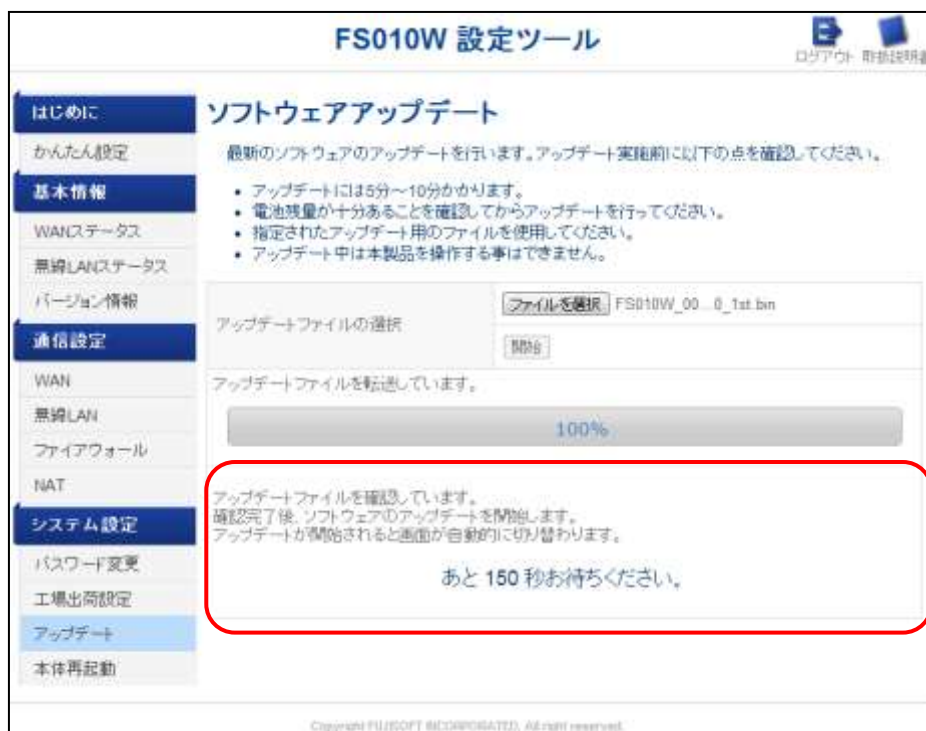 FS010W 設定ツール
ログアウト 取扱説明書
はじめに
かんたん設定
基本情報
WANステータス
無線LANステータス
バージョン情報
通信設定
WAN
無線LAN
ファイアウォール
NAT
システム設定
パスワード変更
工場出荷設定
アップデート
本体再起動
ソフトウェアアップデート
最新のソフトウェアのアップデートを行います。アップデート実施前に以下の点を確認してください。
• アップデートには5分～10分かかります。
• 電池残量が十分あることを確認してからアップデートを行ってください。
• 指定されたアップデート用のファイルを使用してください。
• アップデート中は本製品を操作する事はできません。
アップデートファイルの選択
ファイルを選択 FS010W_00...0_1st.bin
開始
アップデートファイルを転送しています。
100%
アップデートファイルを確認しています。
確認完了後、ソフトウェアのアップデートを開始します。
アップデートが開始されると画面が自動的に切り替わります。
あと 150 秒お待ちください。
Copyright FUJISOFT INCORPORATED, All right reserved.